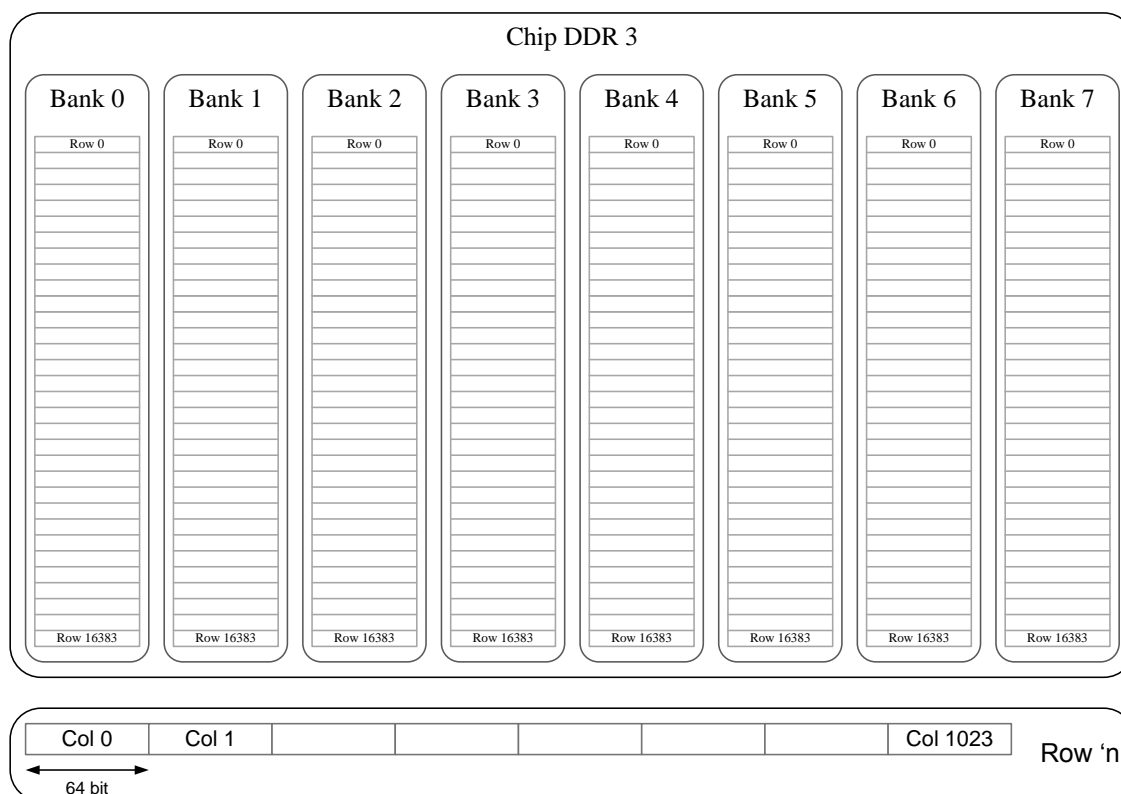 Chip DDR 3
Bank 0 Bank 1 Bank 2 Bank 3 Bank 4 Bank 5 Bank 6 Bank 7
Row 0 Row 0 Row 0 Row 0 Row 0 Row 0 Row 0 Row 0
Row 16383 Row 16383 Row 16383 Row 16383 Row 16383 Row 16383 Row 16383 Row 16383
Col 0 Col 1 Col 1023
Row ‘n
64 bit